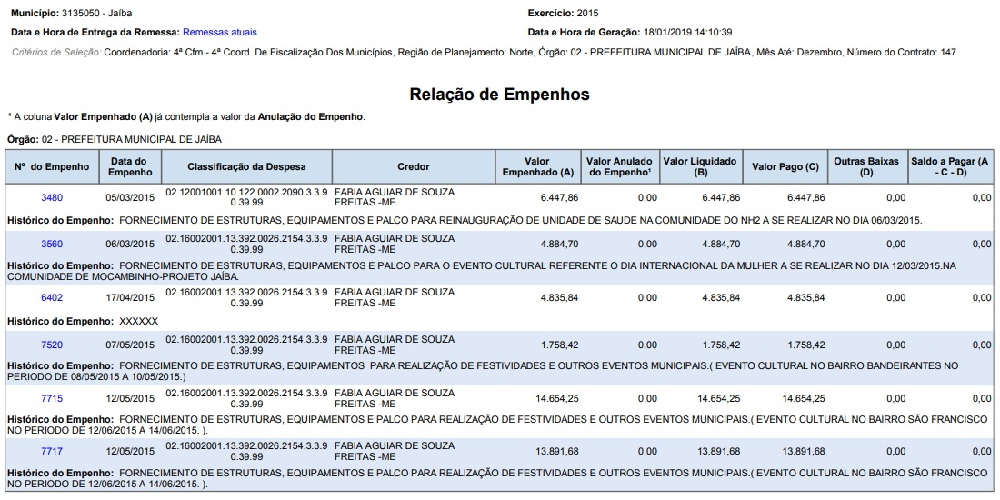 Município: 3135050 - Jaíba Exercício: 2015
Data e Hora de Entrega da Remessa: Remessas atuais Data e Hora de Geração: 18/01/2019 14:10:39
Critérios de Seleção: Coordenadoria: 4ª Cfm - 4ª Coord. De Fiscalização Dos Municípios, Região de Planejamento: Norte, Órgão: 02 - PREFEITURA MUNICIPAL DE JAÍBA, Mês Até: Dezembro, Número do Contrato: 147
Relação de Empenhos
¹ A coluna Valor Empenhado (A) já contempla a valor da Anulação do Empenho.
Órgão: 02 - PREFEITURA MUNICIPAL DE JAÍBA
Nº do Empenho Data do Empenho Classificação da Despesa Credor Valor Empenhado (A) Valor Anulado do Empenho¹ Valor Liquidado (B) Valor Pago (C) Outras Baixas (D) Saldo a Pagar (A - C - D)
3480 05/03/2015 02.12001001.10.122.0002.2090.3.3.9 FABIA AGUIAR DE SOUZA 6.447,86 0,00 6.447,86 6.447,86 0,00 0,00
0.39.99 FREITAS -ME
Histórico do Empenho: FORNECIMENTO DE ESTRUTURAS, EQUIPAMENTOS E PALCO PARA REINAUGURAÇÃO DE UNIDADE DE SAUDE NA COMUNIDADE DO NH2 A SE REALIZAR NO DIA 06/03/2015.
3560 06/03/2015 02.16002001.13.392.0026.2154.3.3.9 FABIA AGUIAR DE SOUZA 4.884,70 0,00 4.884,70 4.884,70 0,00 0,00
0.39.99 FREITAS -ME
Histórico do Empenho: FORNECIMENTO DE ESTRUTURAS, EQUIPAMENTOS E PALCO PARA O EVENTO CULTURAL REFERENTE O DIA INTERNACIONAL DA MULHER A SE REALIZAR NO DIA 12/03/2015.NA
COMUNIDADE DE MOCAMBINHO-PROJETO JAÍBA.
6402 17/04/2015 02.16002001.13.392.0026.2154.3.3.9 FABIA AGUIAR DE SOUZA 4.835,84 0,00 4.835,84 4.835,84 0,00 0,00
0.39.99 FREITAS -ME
Histórico do Empenho: XXXXXX
7520 07/05/2015 02.16002001.13.392.0026.2154.3.3.9 FABIA AGUIAR DE SOUZA 1.758,42 0,00 1.758,42 1.758,42 0,00 0,00
0.39.99 FREITAS -ME
Histórico do Empenho: FORNECIMENTO DE ESTRUTURAS, EQUIPAMENTOS PARA REALIZAÇÃO DE FESTIVIDADES E OUTROS EVENTOS MUNICIPAIS.( EVENTO CULTURAL NO BAIRRO BANDEIRANTES NO
PERIODO DE 08/05/2015 A 10/05/2015.)
7715 12/05/2015 02.16002001.13.392.0026.2154.3.3.9 FABIA AGUIAR DE SOUZA 14.654,25 0,00 14.654,25 14.654,25 0,00 0,00
0.39.99 FREITAS -ME
Histórico do Empenho: FORNECIMENTO DE ESTRUTURAS, EQUIPAMENTOS E PALCO PARA REALIZAÇÃO DE FESTIVIDADES E OUTROS EVENTOS MUNICIPAIS.( EVENTO CULTURAL NO BAIRRO SÃO FRANCISCO
NO PERIODO DE 12/06/2015 A 14/06/2015. ).
7717 12/05/2015 02.16002001.13.392.0026.2154.3.3.9 FABIA AGUIAR DE SOUZA 13.891,68 0,00 13.891,68 13.891,68 0,00 0,00
0.39.99 FREITAS -ME
Histórico do Empenho: FORNECIMENTO DE ESTRUTURAS, EQUIPAMENTOS E PALCO PARA REALIZAÇÃO DE FESTIVIDADES E OUTROS EVENTOS MUNICIPAIS.( EVENTO CULTURAL NO BAIRRO SÃO FRANCISCO
NO PERIODO DE 12/06/2015 A 14/06/2015. ).